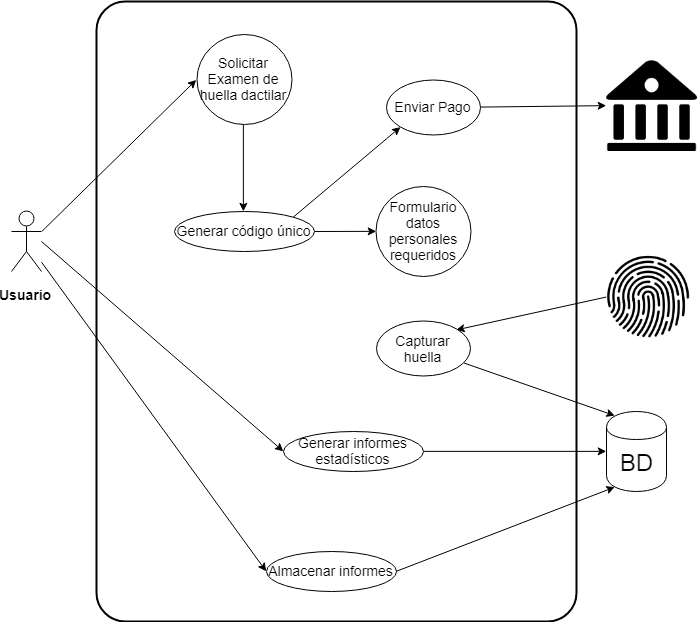 Solicitar
Examen de
huella dactilar
Enviar Pago
Generar código único
Formulario
datos
personales
requeridos
Usuario
Capturar
huella
Generar informes
estadísticos
BD
Almacenar informes